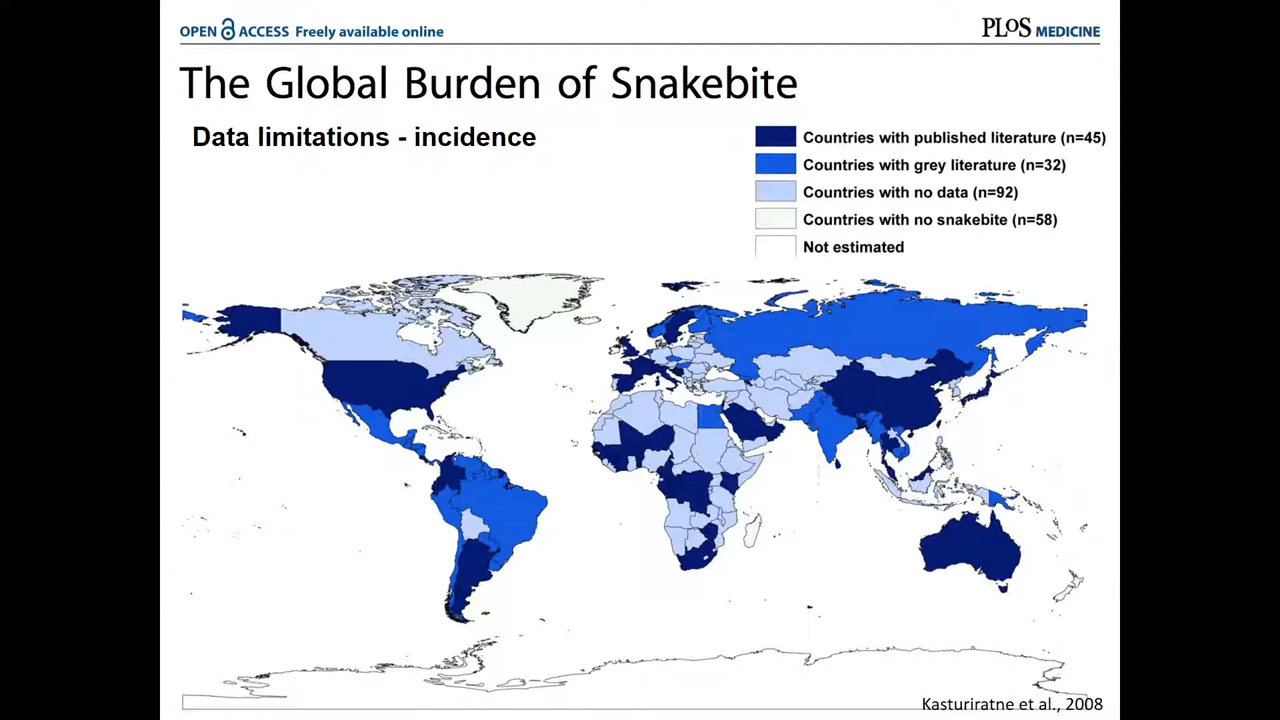 OPEN ACCESS Freely available online
PLoS MEDICINE
The Global Burden of Snakebite
Data limitations - incidence
Countries with published literature (n=45)
Countries with grey literature (n=32)
Countries with no data (n=92)
Countries with no snakebite (n=58)
Not estimated
Kasturiratne et al., 2008